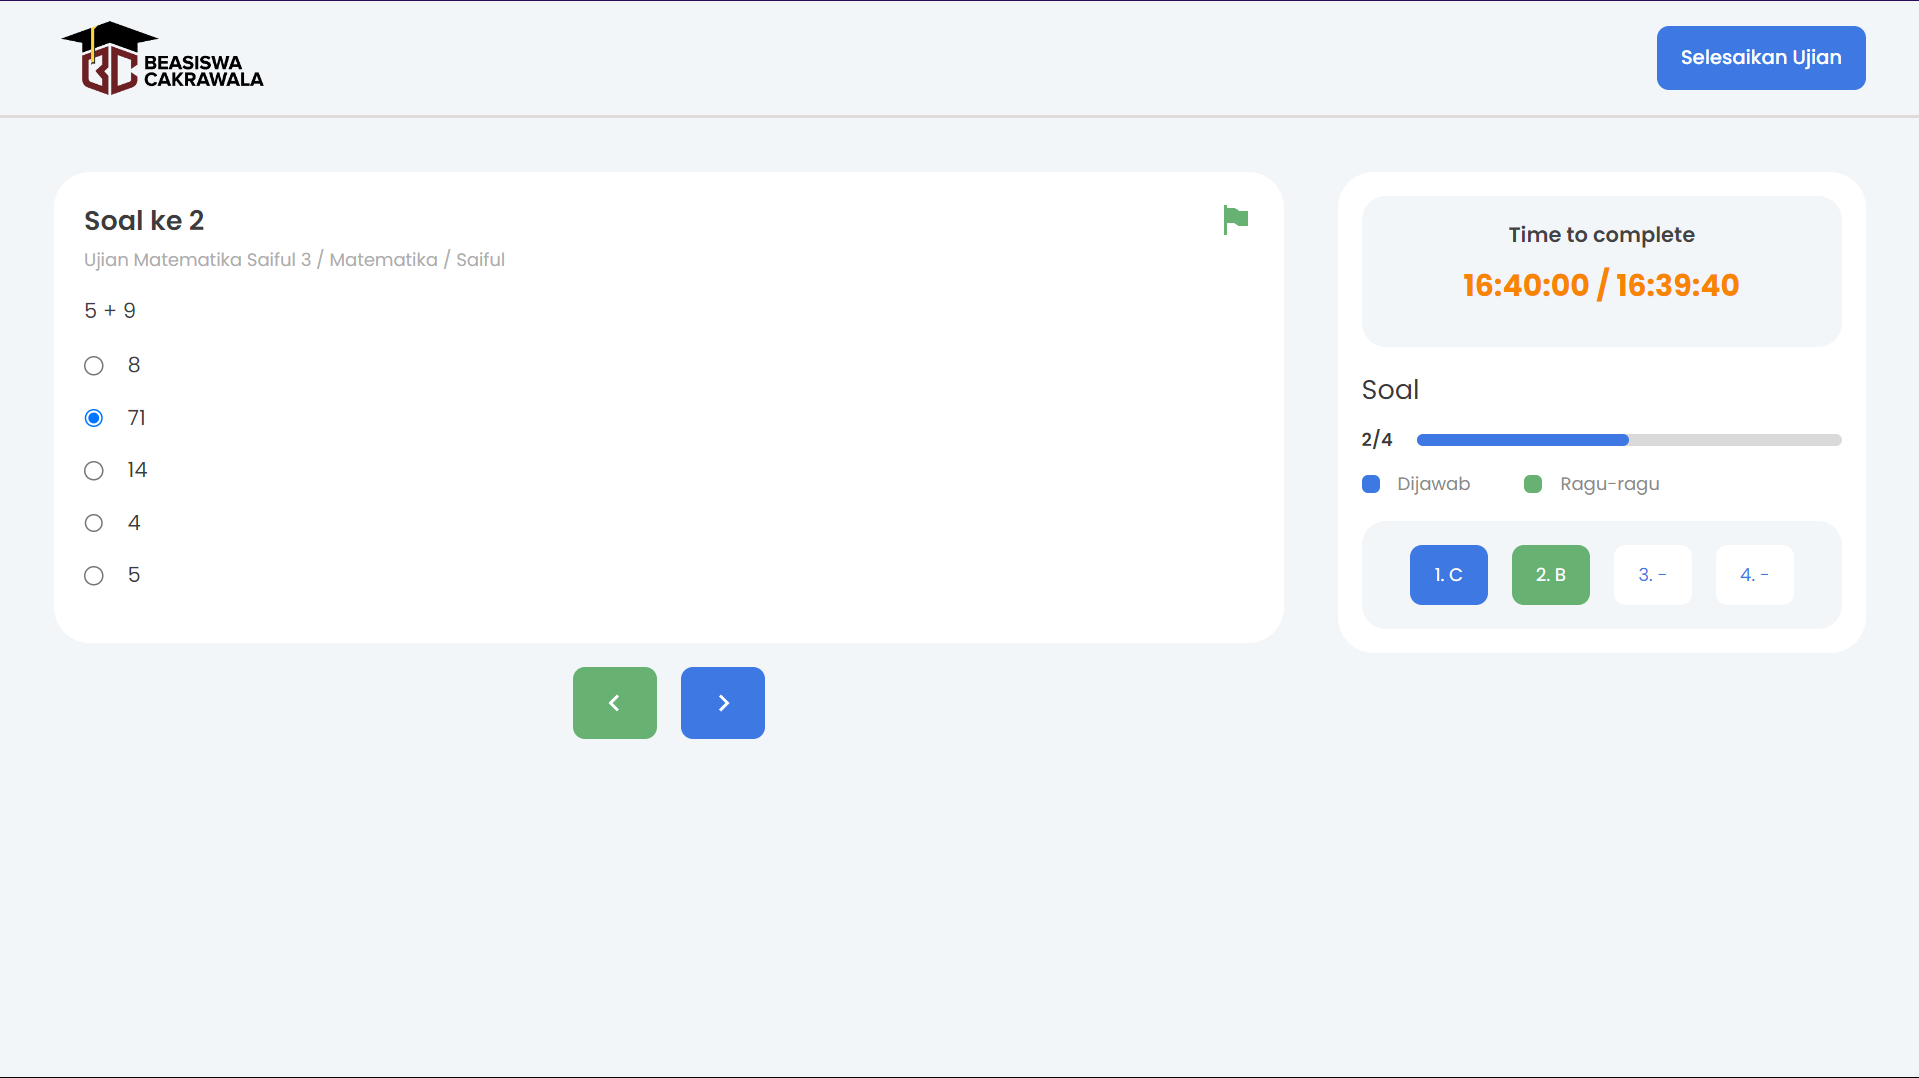 BEASISWA
CAKRAWALA
Selesaikan Ujian
Soal ke 2
Ujian Matematika Saiful 3 / Matematika / Saiful
5 + 9
8
71
14
4
5
Time to complete
16:40:00 / 16:39:40
Soal
2/4
Dijawab Ragu-ragu
1. C 2. B 3. - 4. -